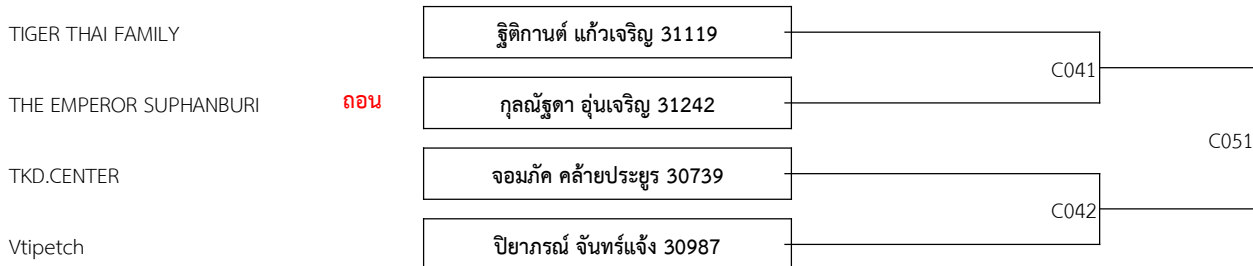 TIGER THAI FAMILY ฐิติกานต์ แก้วเจริญ 31119
C041
THE EMPEROR SUPHANBURI ถอน กุลณัฐดา อุ่นเจริญ 31242
C051
TKD.CENTER จอมภัค คล้ายประยูร 30739
C042
Vtipetch ปิยาภรณ์ จันทร์แจ้ง 30987